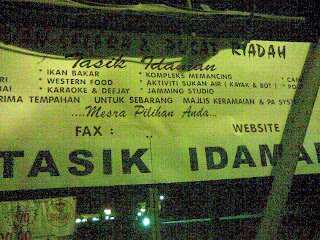 RIADAH
Tasik Idaman
* IKAN BAKAR * KOMPLEKS MEMANCING
* WESTERN FOOD * AKTIVITI SUKAN AIR ( KAYAK & BOT )
* KARAOKE & DEEJAY * JAMMING STUDIO
RIMA TEMPAHAN UNTUK SEBARANG MAJLIS KERAMAIAN & PA SYS
....Mesra Pilihan Anda...
FAX : WEBSITE
TASIK IDAMA